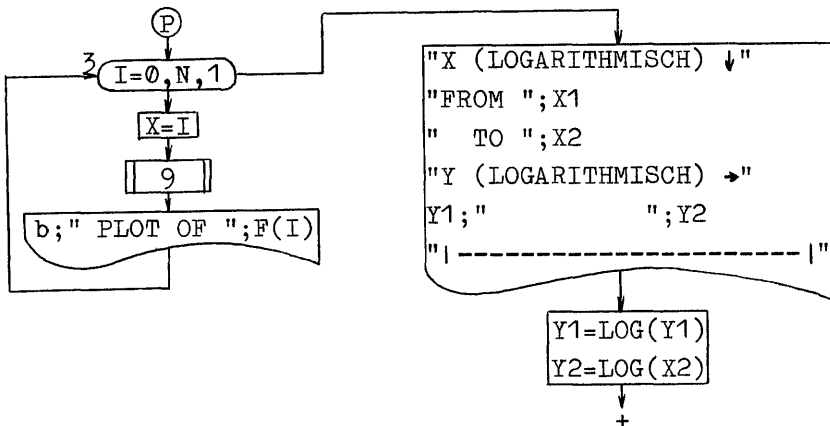 P
3
I=0,N,1
X=I
9
b;" PLOT OF ";F(I)
"X (LOGARITHMISCH) ↓"
"FROM ";X1
"  TO ";X2
"Y (LOGARITHMISCH) →"
Y1;"            ";Y2
"|------------------------|"
Y1=LOG(Y1)
Y2=LOG(X2)
+